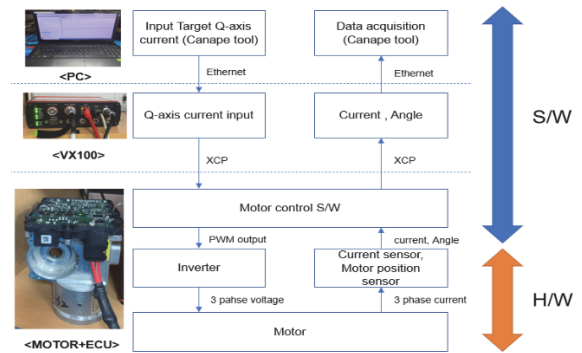 Input Target Q-axis
current (Canape tool)
Data acquisition
(Canape tool)
<PC>
Ethernet
Ethernet
Q-axis current input
Current , Angle
S/W
<VX100>
XCP
XCP
Motor control S/W
PWM output
current, Angle
Inverter
Current sensor,
Motor position
sensor
H/W
3 pahse voltage
3 phase current
Motor
<MOTOR+ECU>